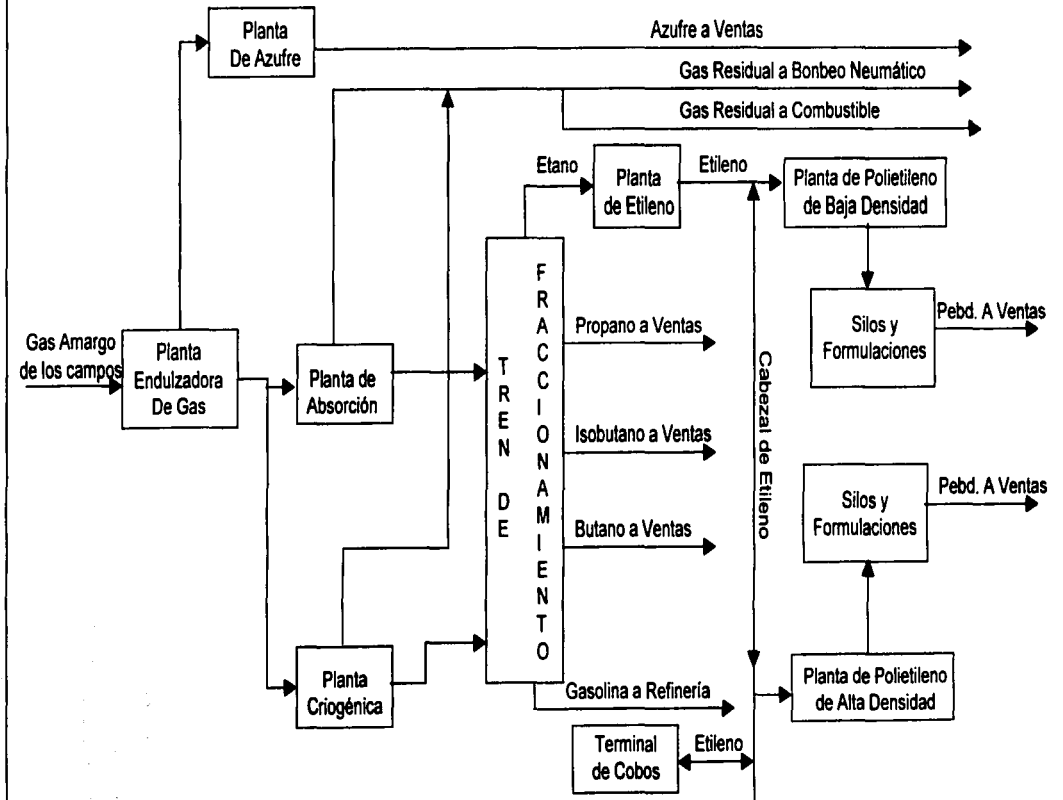 Planta
De Azufre
Azufre a Ventas
Gas Residual a Bonbeo Neumático
Gas Residual a Combustible
Etano
Planta
de Etileno
Etileno
Planta de Polietileno
de Baja Densidad
Gas Amargo
de los campos
Planta
Endulzadora
De Gas
Planta de
Absorción
TREN DE
FRACCIONAMIENTO
Propano a Ventas
Isobutano a Ventas
Butano a Ventas
Gasolina a Refinería
Cabezal de Etileno
Silos y
Formulaciones
Pebd. A Ventas
Silos y
Formulaciones
Pebd. A Ventas
Planta
Criogénica
Planta de Polietileno
de Alta Densidad
Terminal
de Cobos
Etileno